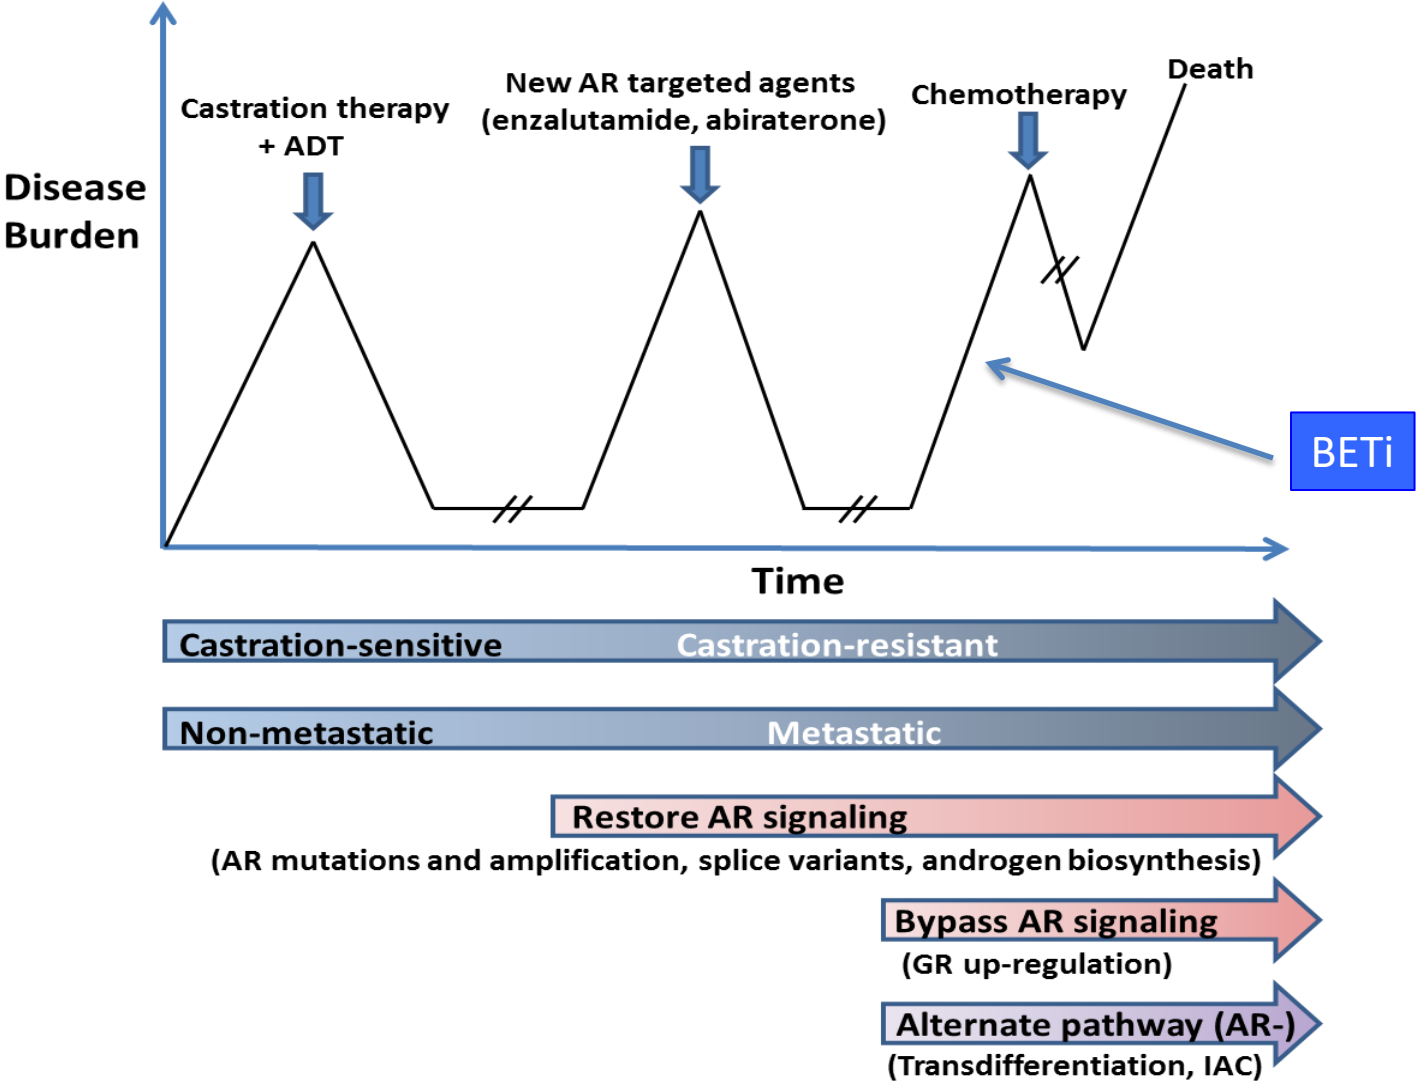 Castration therapy
+ ADT
New AR targeted agents
(enzalutamide, abiraterone)
Chemotherapy
Death
Disease
Burden
BETi
Time
Castration-sensitive
Castration-resistant
Non-metastatic
Metastatic
Restore AR signaling
(AR mutations and amplification, splice variants, androgen biosynthesis)
Bypass AR signaling
(GR up-regulation)
Alternate pathway (AR-)
(Transdifferentiation, IAC)